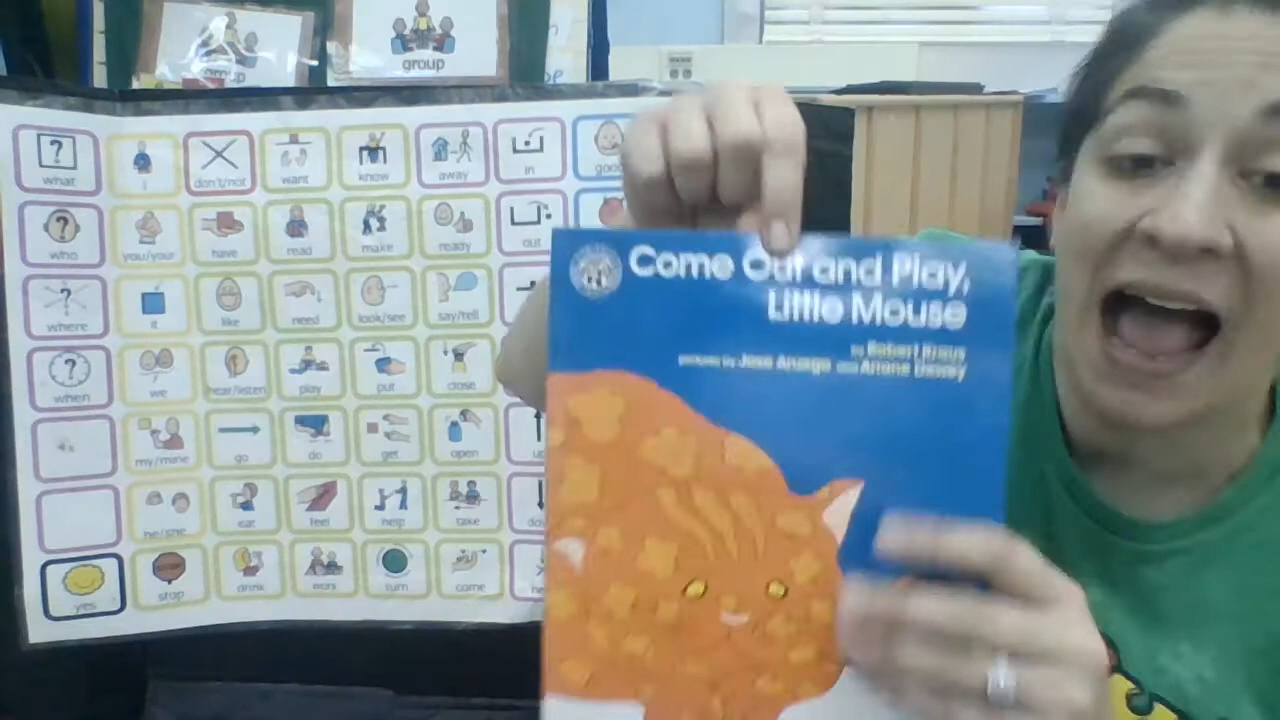 group
group
what
I
don't/not
want
know
away
in
good
who
you/your
have
read
make
ready
out
where
it
like
need
look/see
say/tell
when
we
hear/listen
play
put
close
my/mine
go
do
get
open
up
he/she
eat
feel
help
take
yes
stop
drink
work
turn
come
Come Out and Play,
Little Mouse
by Robert Kraus
pictures by Jose Aruego and Ariane Dewey